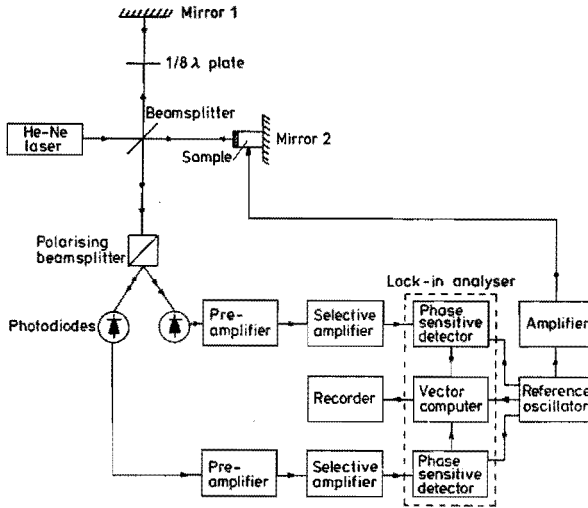 Mirror 1
1/8 λ plate
Beamsplitter
He-Ne
laser
Sample
Mirror 2
Polarising
beamsplitter
Lock-in analyser
Photodiodes
Pre-
amplifier
Selective
amplifier
Phase
sensitive
detector
Amplifier
Recorder
Vector
computer
Reference
oscillator
Pre-
amplifier
Selective
amplifier
Phase
sensitive
detector